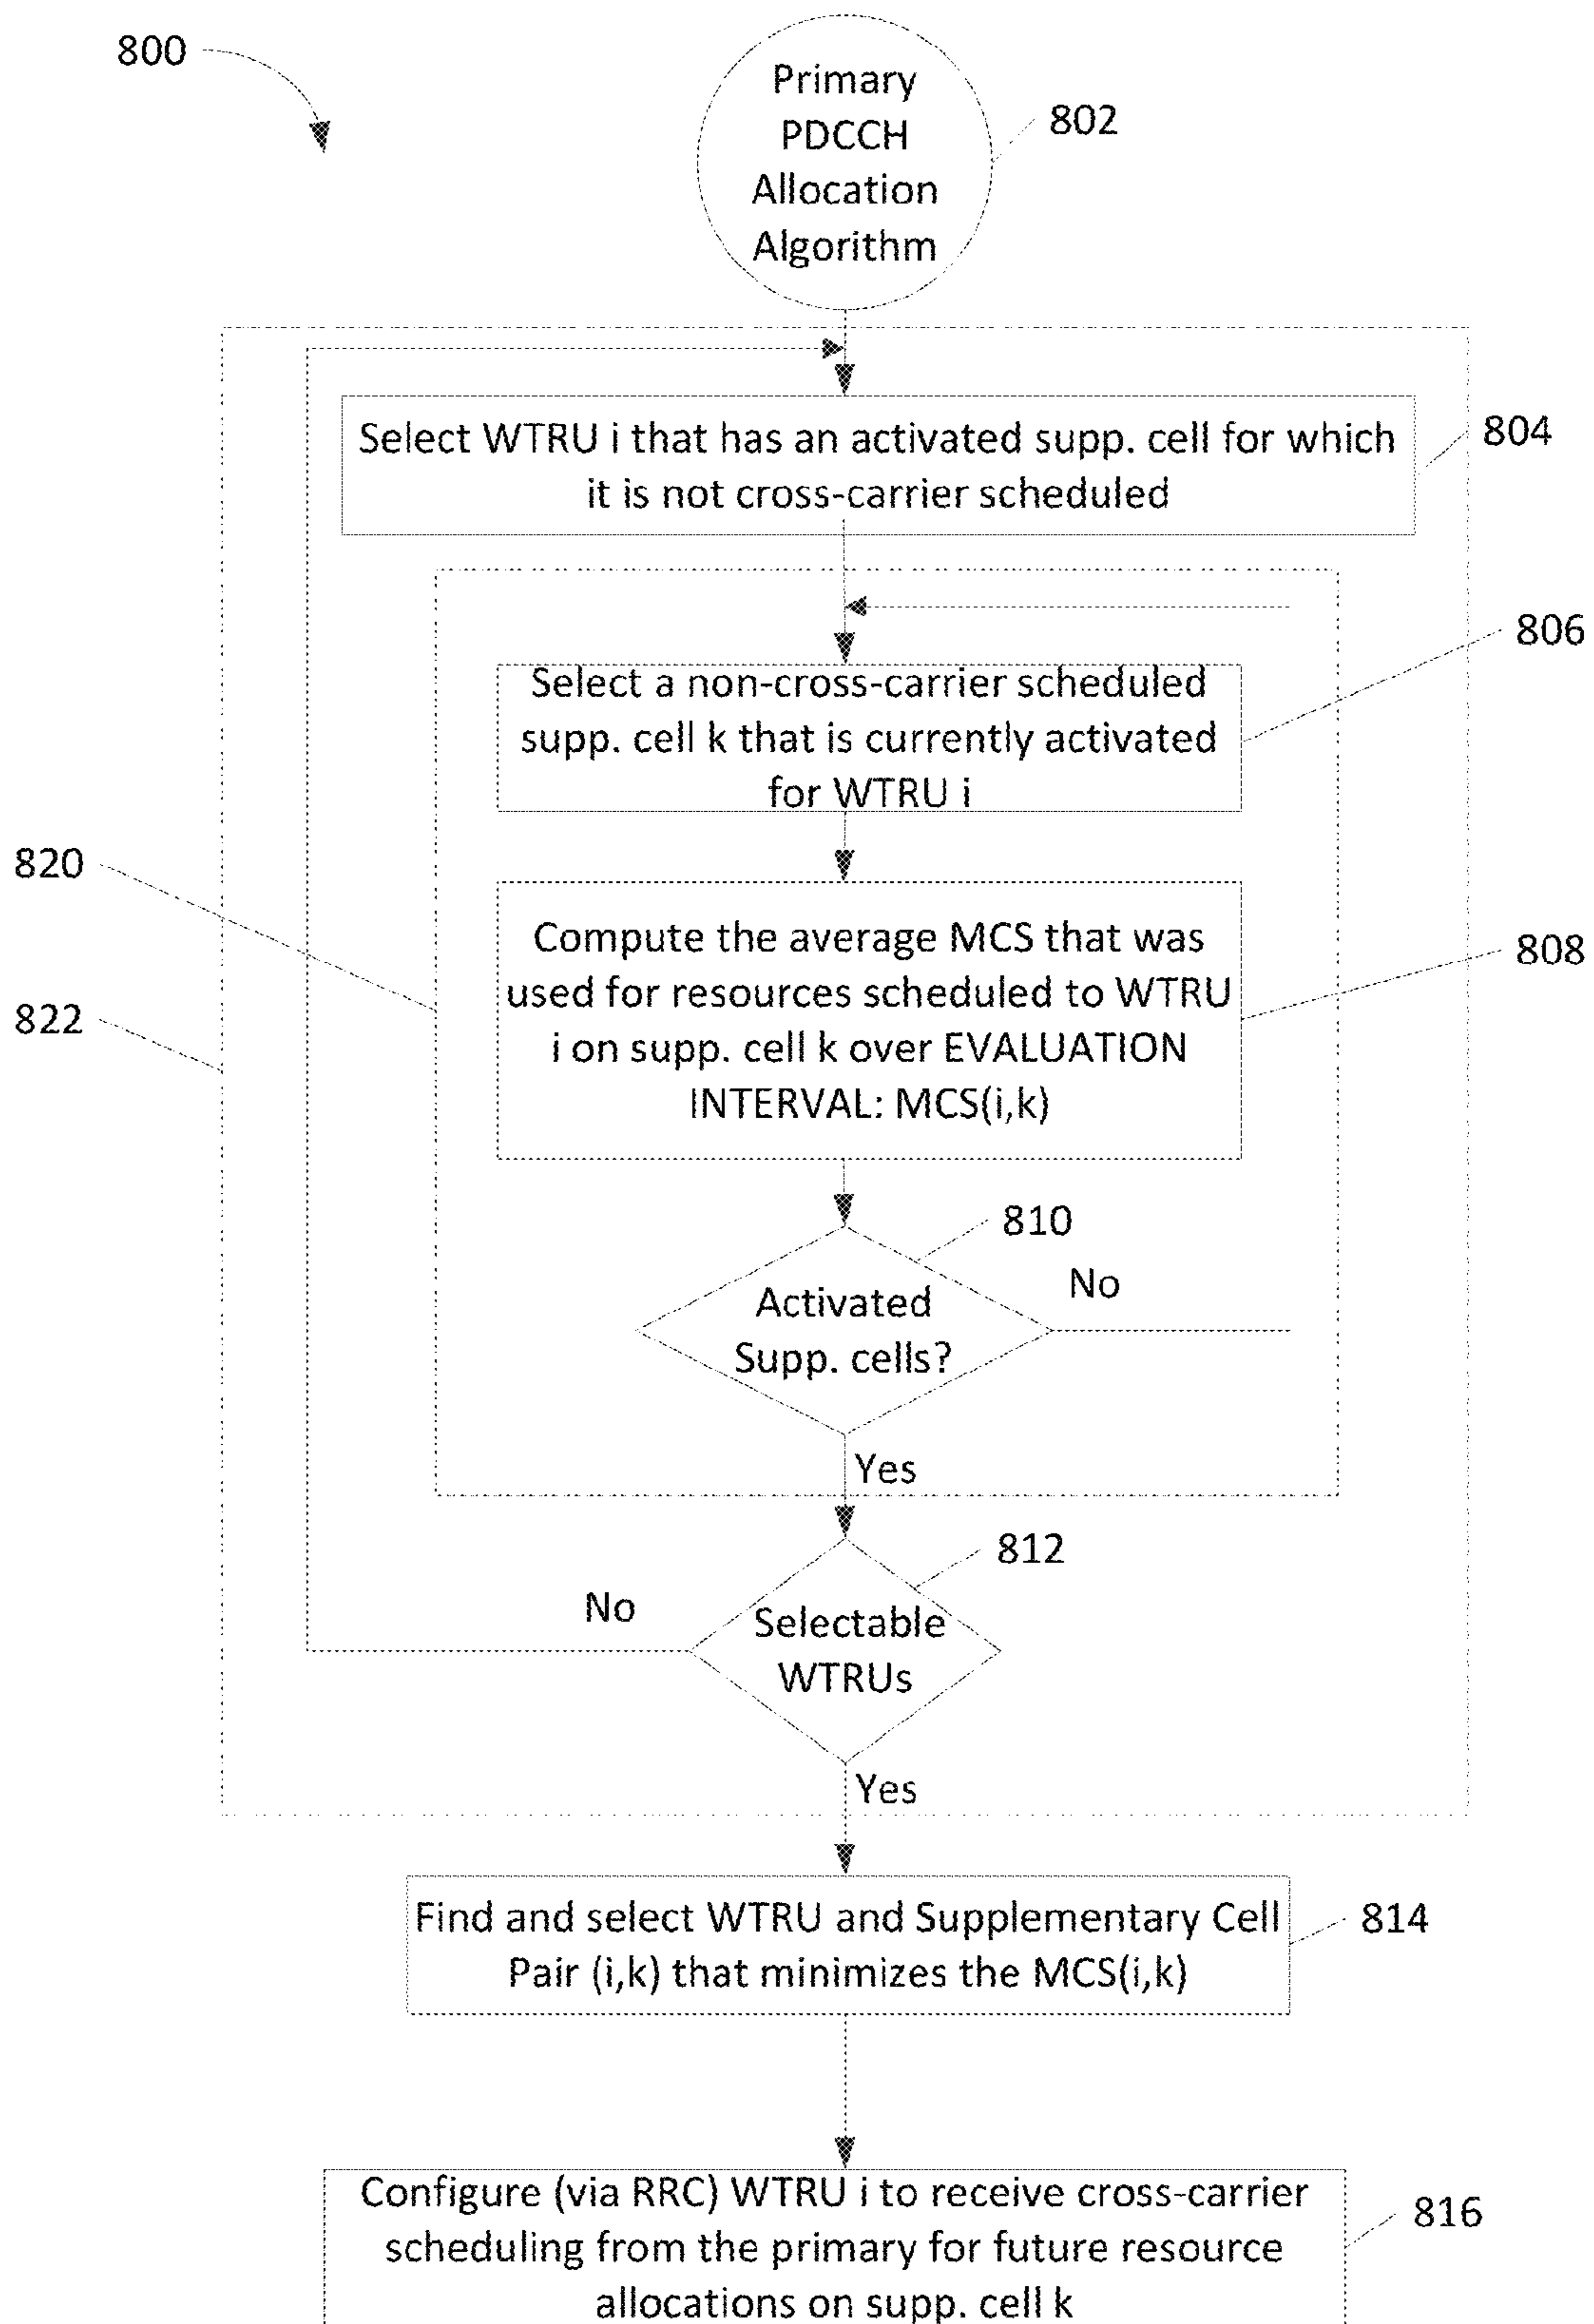 800
Primary
PDCCH
Allocation
Algorithm
802
Select WTRU i that has an activated supp. cell for which
it is not cross-carrier scheduled
804
Select a non-cross-carrier scheduled
supp. cell k that is currently activated
for WTRU i
806
820
822
Compute the average MCS that was
used for resources scheduled to WTRU
i on supp. cell k over EVALUATION
INTERVAL: MCS(i,k)
808
810
Activated
Supp. cells?
No
Yes
812
Selectable
WTRUs
No
Yes
Find and select WTRU and Supplementary Cell
Pair (i,k) that minimizes the MCS(i,k)
814
Configure (via RRC) WTRU i to receive cross-carrier
scheduling from the primary for future resource
allocations on supp. cell k
816